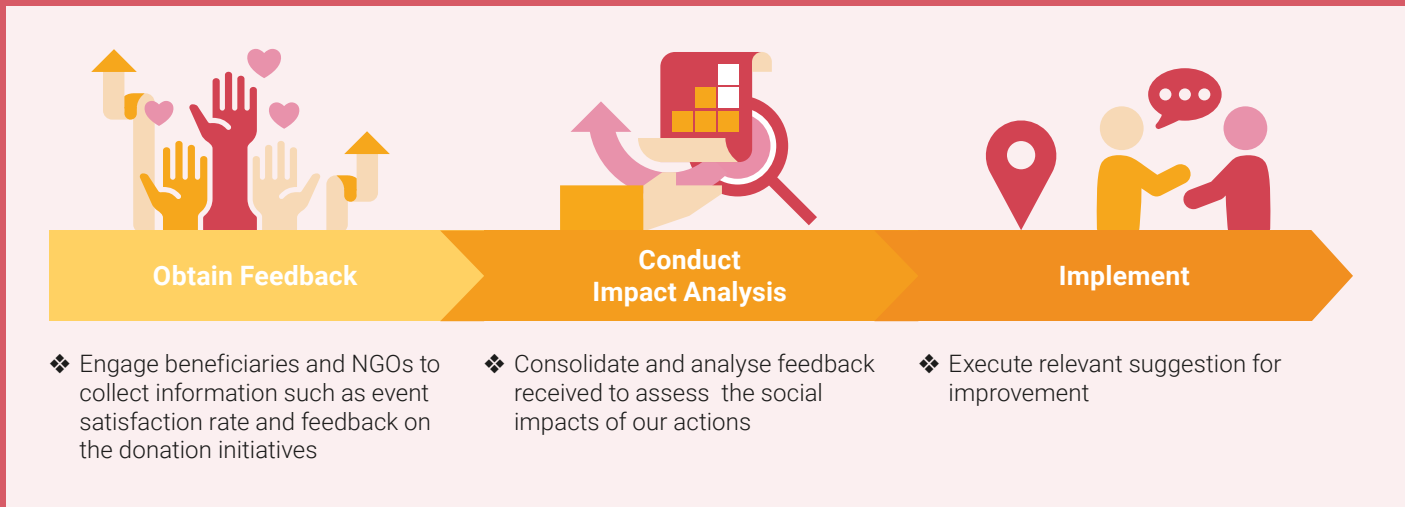 Obtain Feedback
Conduct
Impact Analysis
Implement
❖ Engage beneficiaries and NGOs to
collect information such as event
satisfaction rate and feedback on
the donation initiatives
❖ Consolidate and analyse feedback
received to assess  the social
impacts of our actions
❖ Execute relevant suggestion for
improvement